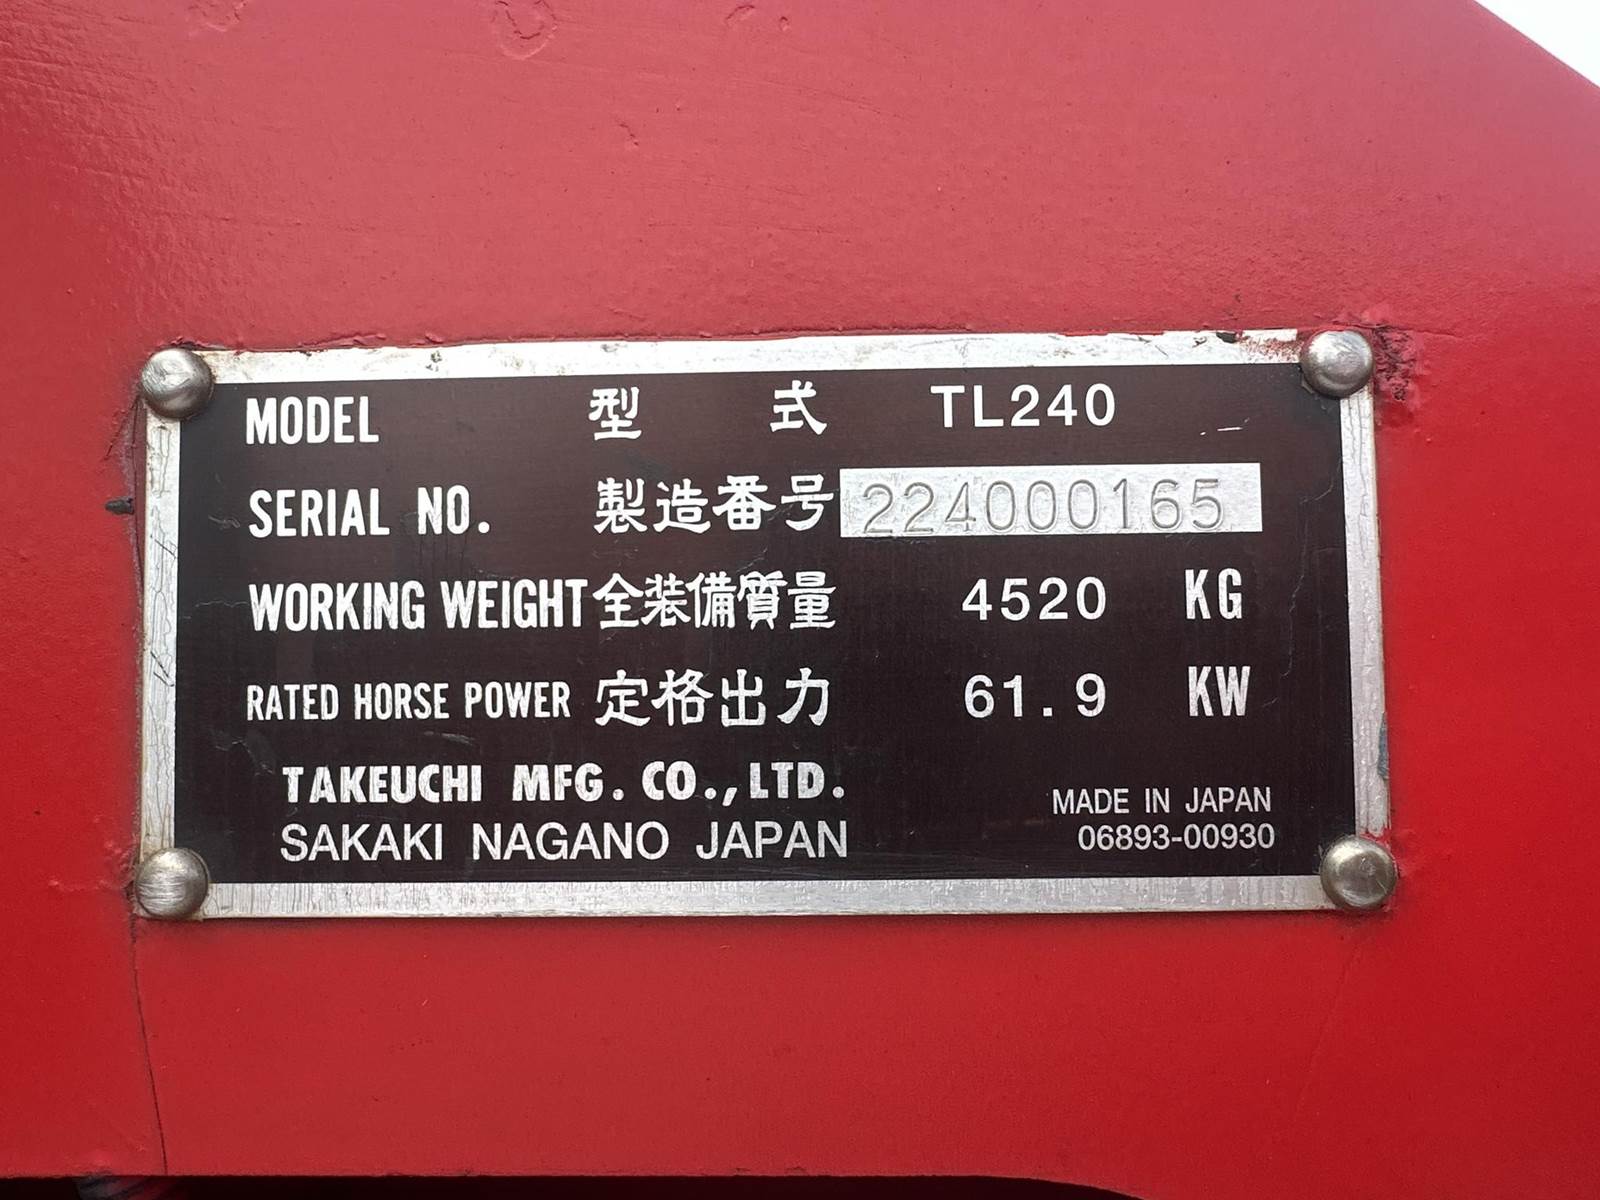 MODEL 型式 TL240
SERIAL NO. 製造番号 224000165
WORKING WEIGHT 全装備質量 4520 KG
RATED HORSE POWER 定格出力 61.9 KW
TAKEUCHI MFG. CO., LTD.
SAKAKI NAGANO JAPAN
MADE IN JAPAN
06893-00930